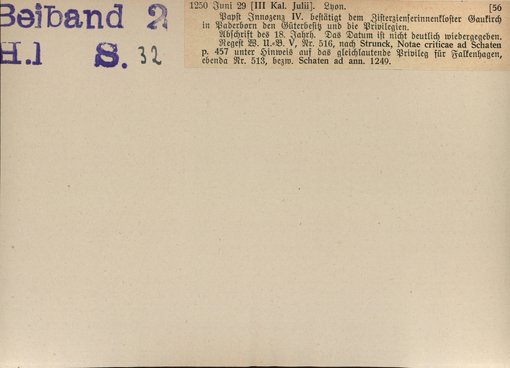 Beiband 2
H.1 S. 32
1250 Juni 29 [III Kal. Julii]. Lyon. [56
Papst Innozenz IV. bestätigt dem Zisterzienserinnenkloster Gaukirch
in Paderborn den Güterbesitz und die Privilegien.
Abschrift des 18. Jahrh. Das Datum ist nicht deutlich wiedergegeben.
Regest W. U.-B. V, Nr. 516, nach Strunck, Notae criticae ad Schaten
p. 457 unter Hinweis auf das gleichlautende Privileg für Falkenhagen,
ebenda Nr. 513, bezw. Schaten ad ann. 1249.